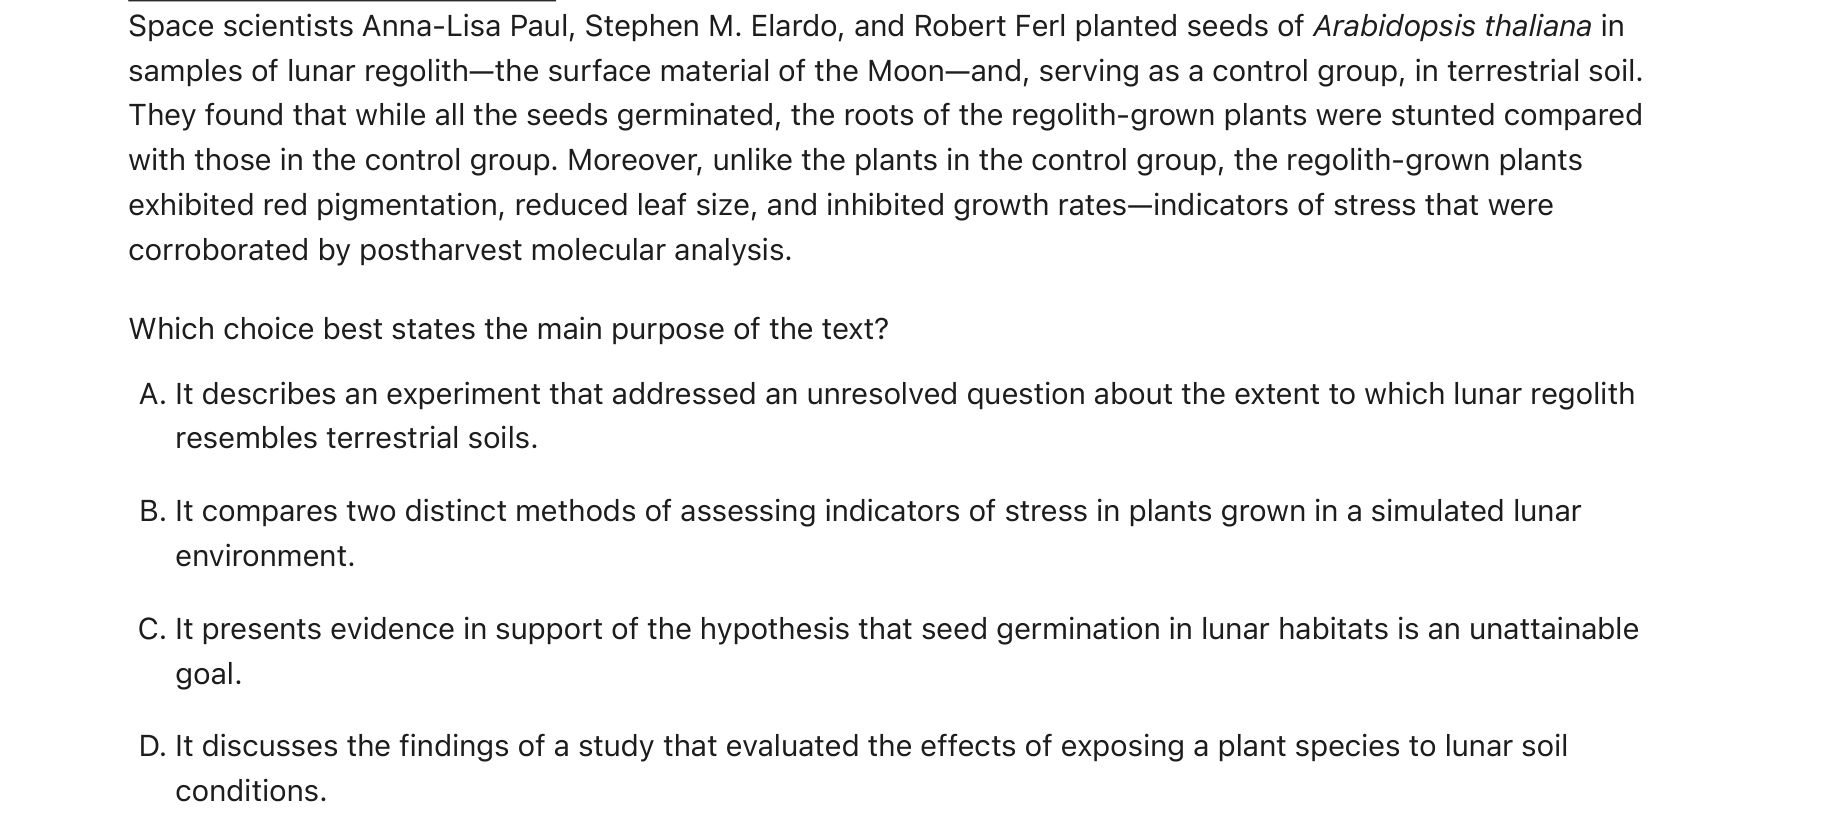 Space scientists Anna-Lisa Paul, Stephen M. Elardo, and Robert Ferl planted seeds of Arabidopsis thaliana in
samples of lunar regolith—the surface material of the Moon—and, serving as a control group, in terrestrial soil.
They found that while all the seeds germinated, the roots of the regolith-grown plants were stunted compared
with those in the control group. Moreover, unlike the plants in the control group, the regolith-grown plants
exhibited red pigmentation, reduced leaf size, and inhibited growth rates—indicators of stress that were
corroborated by postharvest molecular analysis.
Which choice best states the main purpose of the text?
A. It describes an experiment that addressed an unresolved question about the extent to which lunar regolith
resembles terrestrial soils.
B. It compares two distinct methods of assessing indicators of stress in plants grown in a simulated lunar
environment.
C. It presents evidence in support of the hypothesis that seed germination in lunar habitats is an unattainable
goal.
D. It discusses the findings of a study that evaluated the effects of exposing a plant species to lunar soil
conditions.